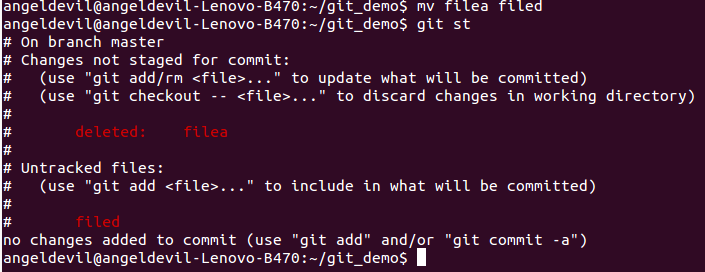 angeldevil@angeldevil-Lenovo-B470:~/git_demo$ mv filea filed
angeldevil@angeldevil-Lenovo-B470:~/git_demo$ git st
# On branch master
# Changes not staged for commit:
#   (use "git add/rm <file>..." to update what will be committed)
#   (use "git checkout -- <file>..." to discard changes in working directory)
#
#       deleted:    filea
#
# Untracked files:
#   (use "git add <file>..." to include in what will be committed)
#
#       filed
no changes added to commit (use "git add" and/or "git commit -a")
angeldevil@angeldevil-Lenovo-B470:~/git_demo$